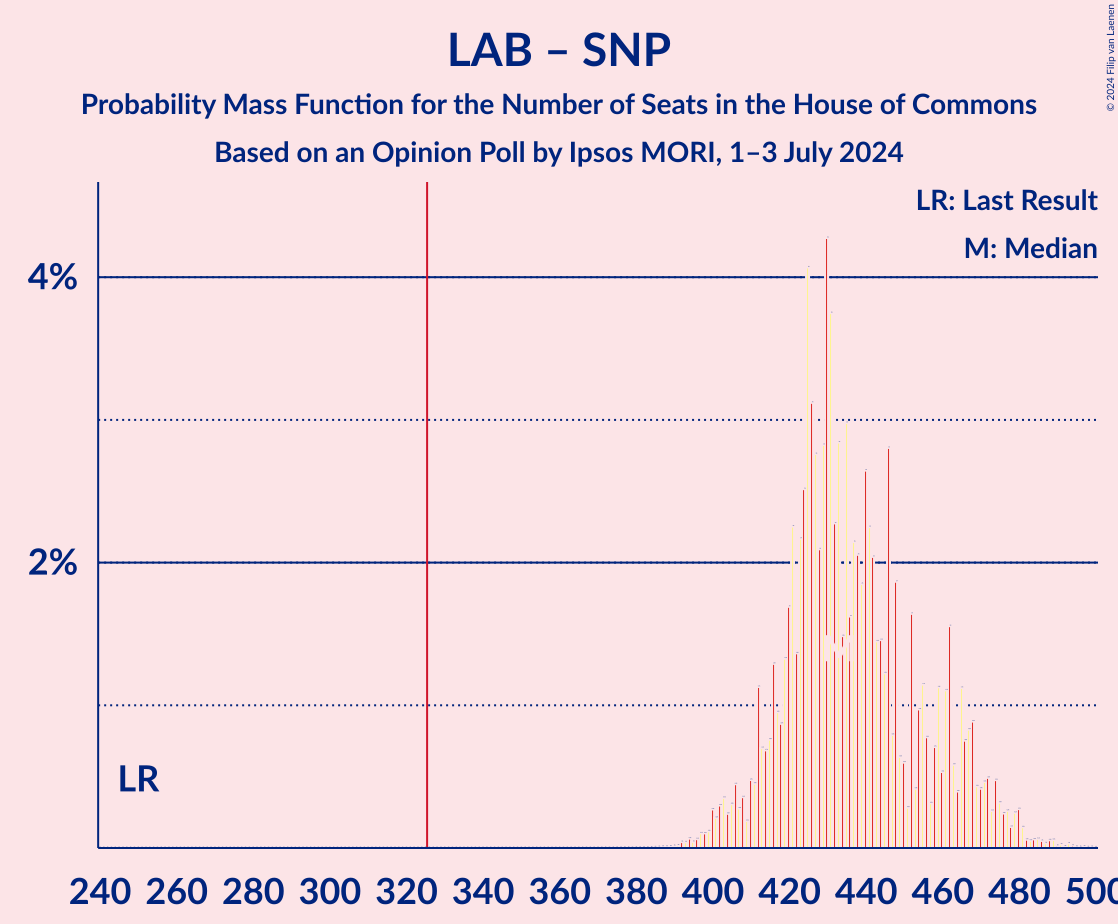 LAB – SNP
Probability Mass Function for the Number of Seats in the House of Commons
Based on an Opinion Poll by Ipsos MORI, 1–3 July 2024
© 2024 Filip van Laenen
LR: Last Result
M: Median
4%
2%
LR
240 260 280 300 320 340 360 380 400 420 440 460 480 500